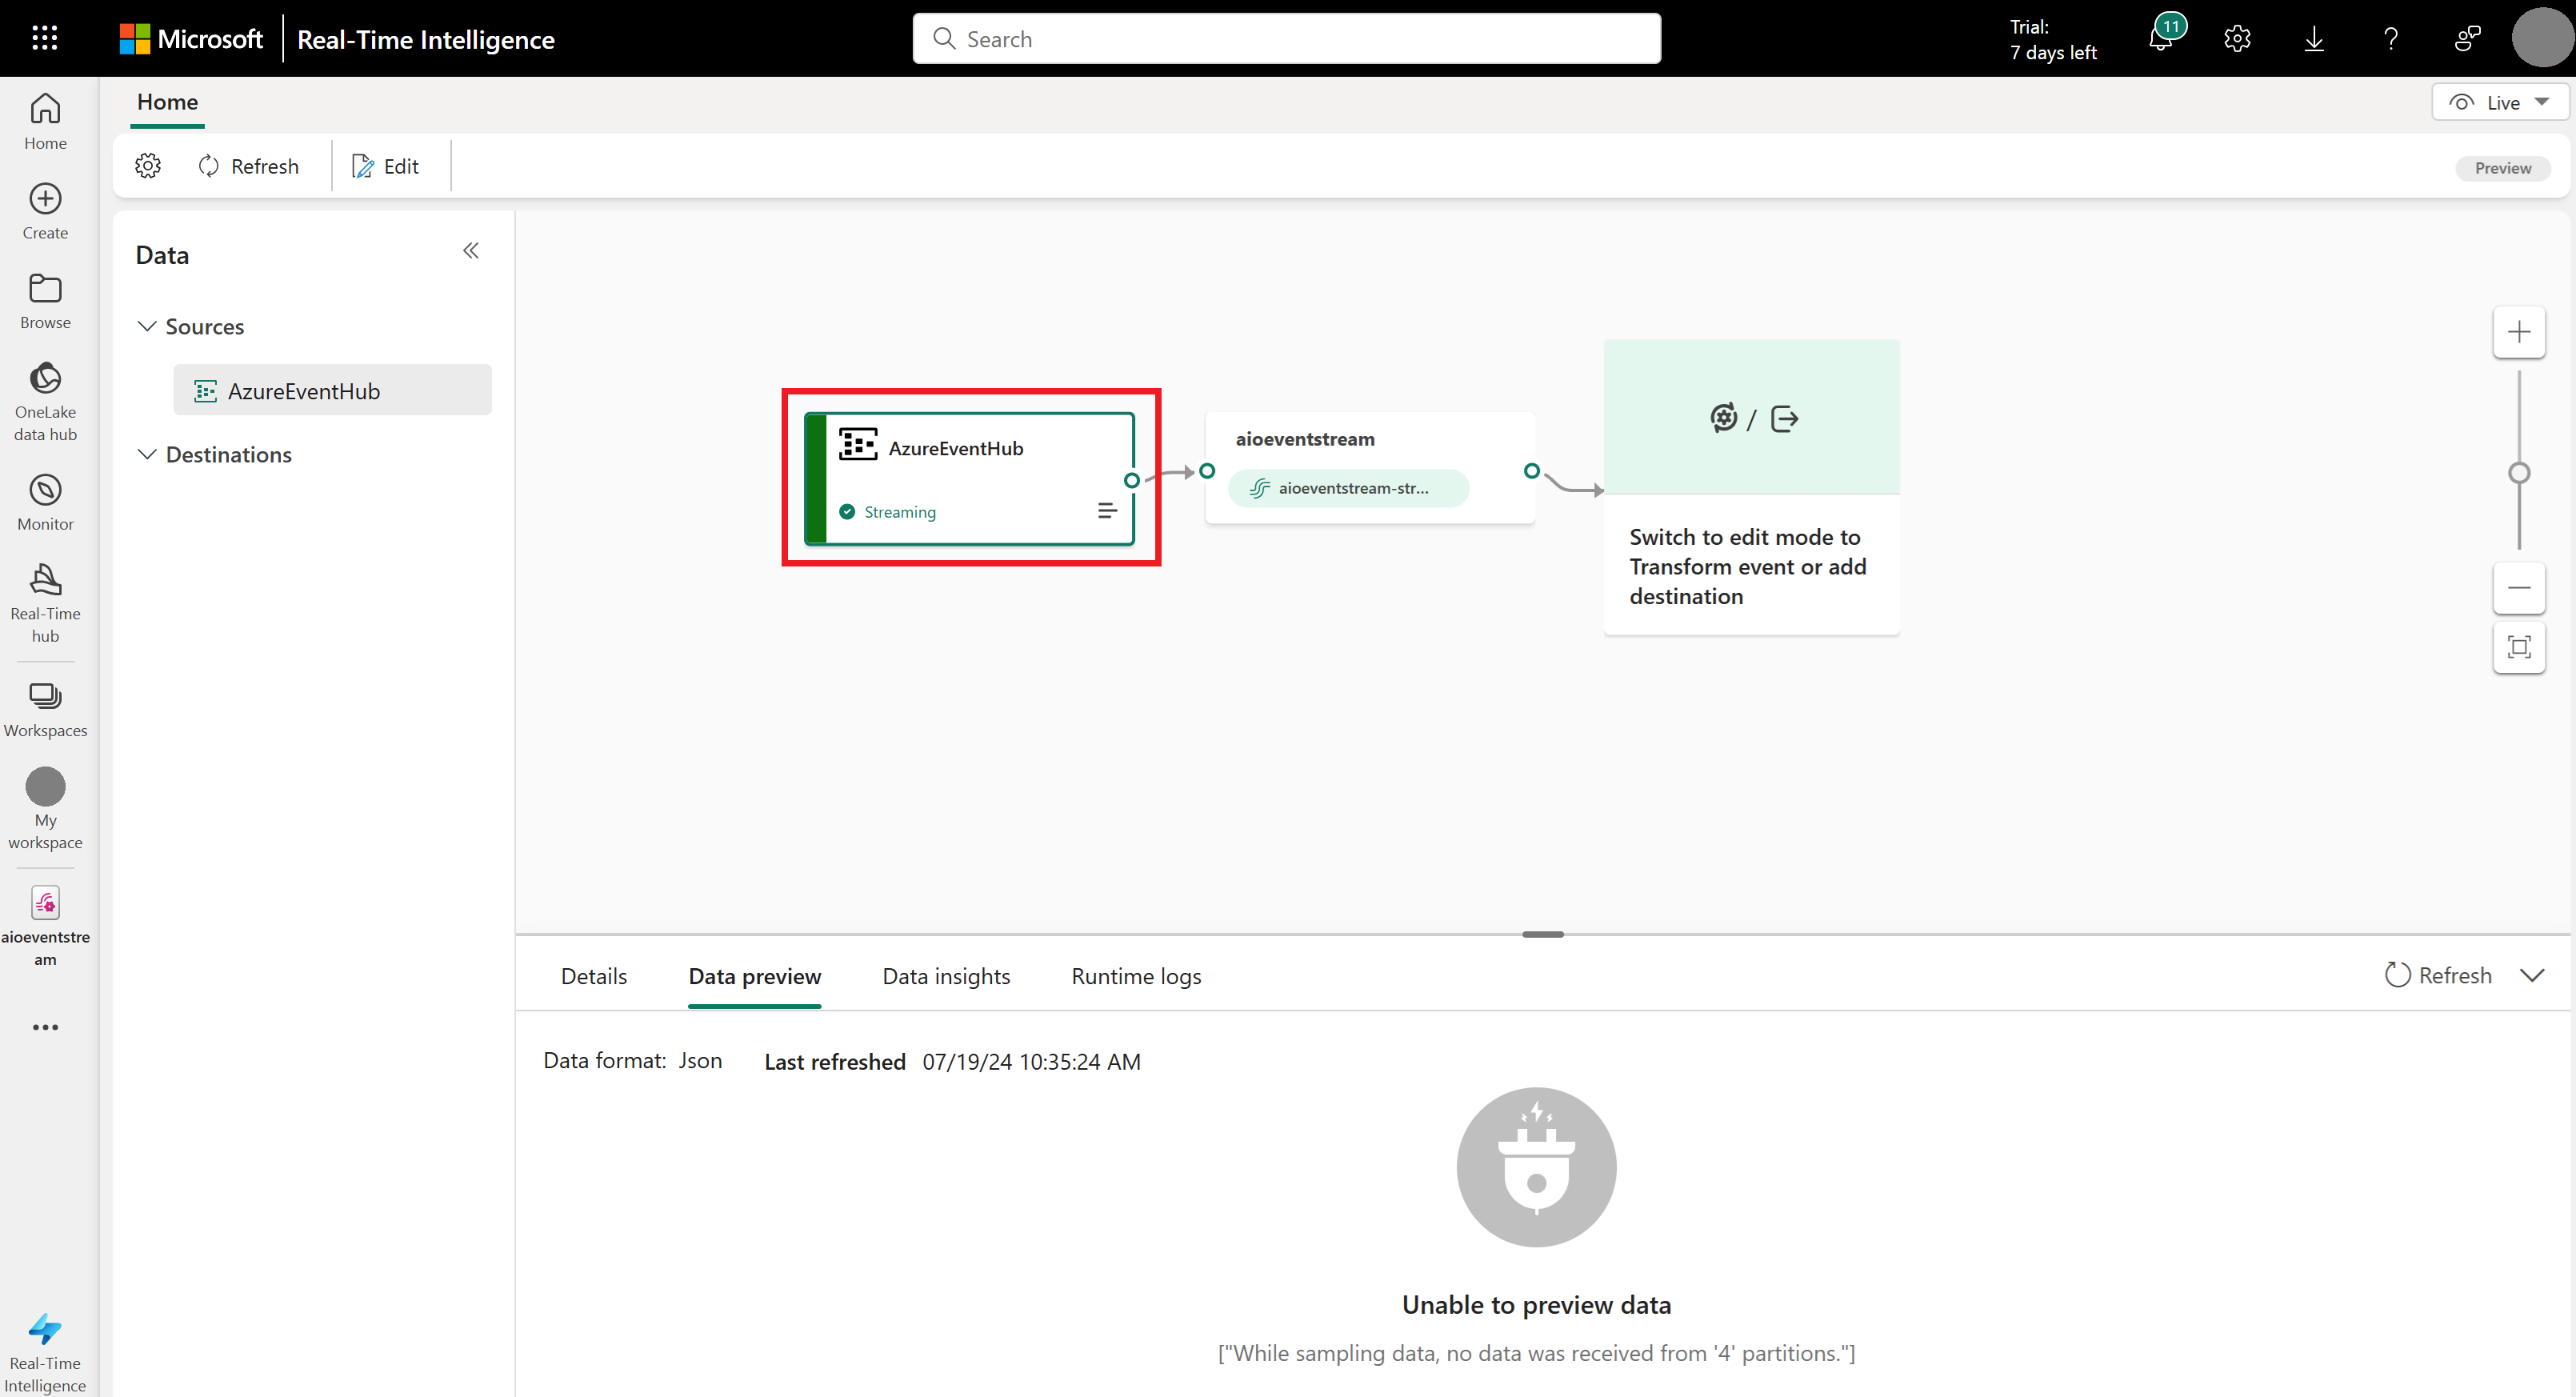 Microsoft
Real-Time Intelligence
Search
Trial:
7 days left
11
Home
Live
Refresh
Edit
Preview
Home
Create
Browse
OneLake
data hub
Monitor
Real-Time
hub
Workspaces
My
workspace
aioeventstre
am
Real-Time
Intelligence
Data
Sources
AzureEventHub
Destinations
AzureEventHub
Streaming
aioeventstream
aioeventstream-str...
/
Switch to edit mode to
Transform event or add
destination
Details
Data preview
Data insights
Runtime logs
Refresh
Data format: Json
Last refreshed 07/19/24 10:35:24 AM
Unable to preview data
["While sampling data, no data was received from '4' partitions."]